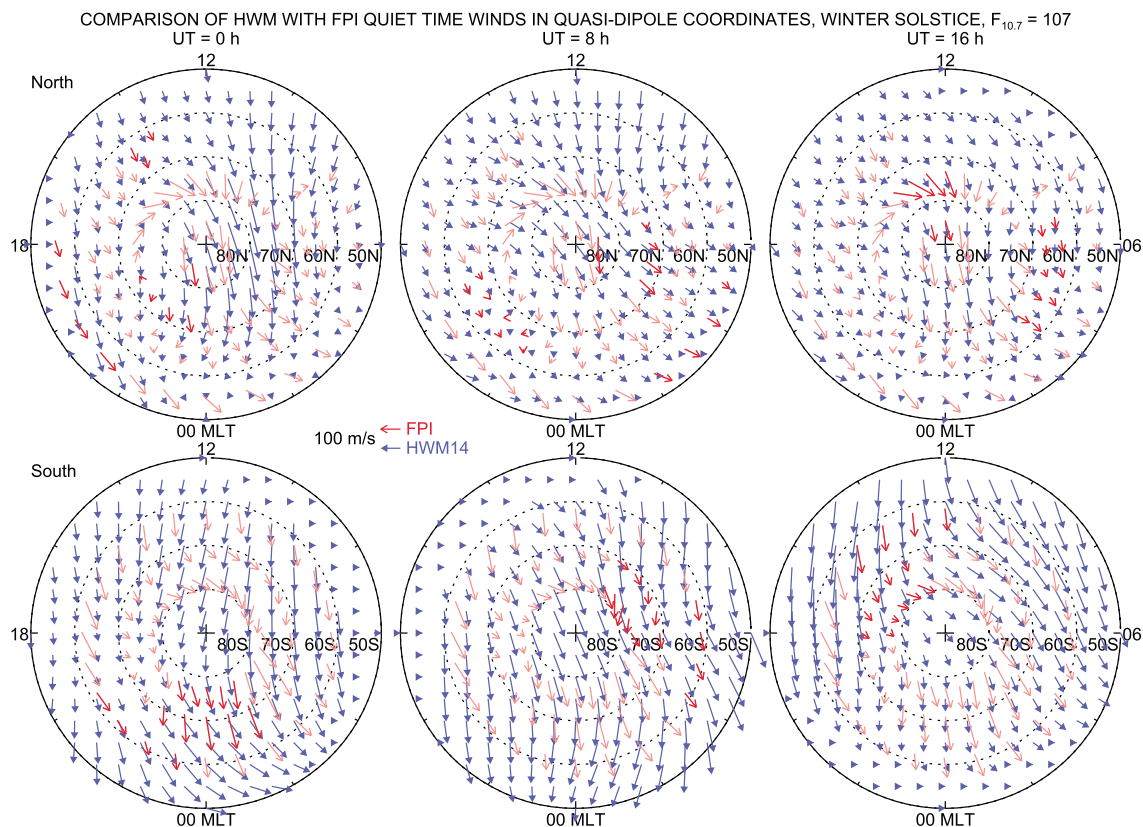 COMPARISON OF HWM WITH FPI QUIET TIME WINDS IN QUASI-DIPOLE COORDINATES, WINTER SOLSTICE, F10.7 = 107
UT = 0 h UT = 8 h UT = 16 h
North
12 12 12
18 80N 70N 60N 50N 80N 70N 60N 50N 80N 70N 60N 50N 06
00 MLT 00 MLT 00 MLT
100 m/s FPI
HWM14
South
12 12 12
18 80S 70S 60S 50S 80S 70S 60S 50S 80S 70S 60S 50S 06
00 MLT 00 MLT 00 MLT